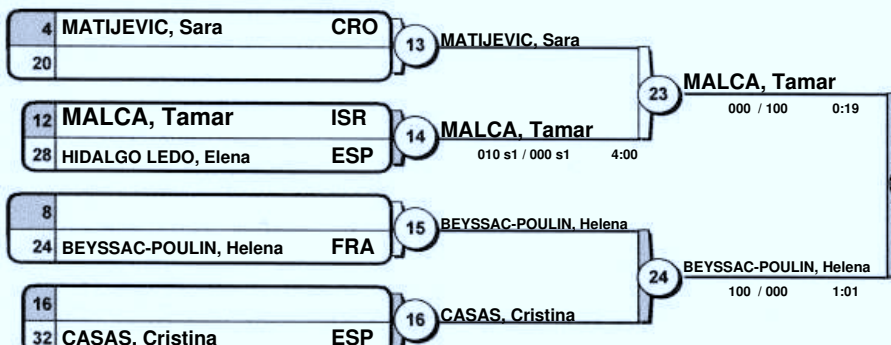 4 MATIJEVIC, Sara CRO
20
13 MATIJEVIC, Sara
12 MALCA, Tamar ISR
28 HIDALGO LEDO, Elena ESP
14 MALCA, Tamar
010 s1 / 000 s1 4:00
23 MALCA, Tamar
000 / 100 0:19
8
24 BEYSSAC-POULIN, Helena FRA
15 BEYSSAC-POULIN, Helena
16
32 CASAS, Cristina ESP
16 CASAS, Cristina
24 BEYSSAC-POULIN, Helena
100 / 000 1:01